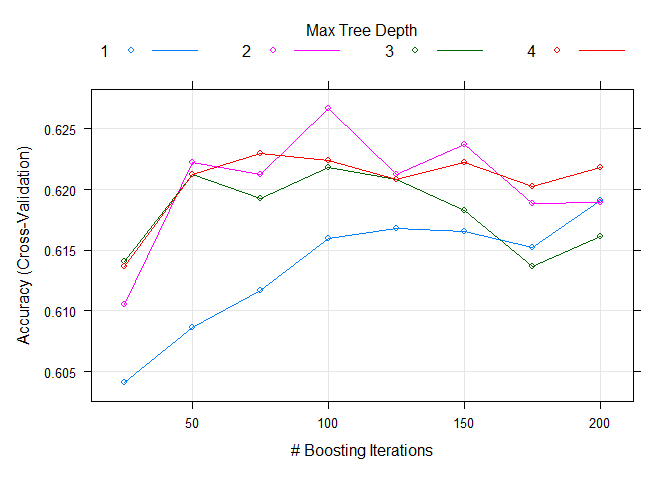 Max Tree Depth
1 2 3 4
Accuracy (Cross-Validation)
0.625
0.620
0.615
0.610
0.605
50 100 150 200
# Boosting Iterations